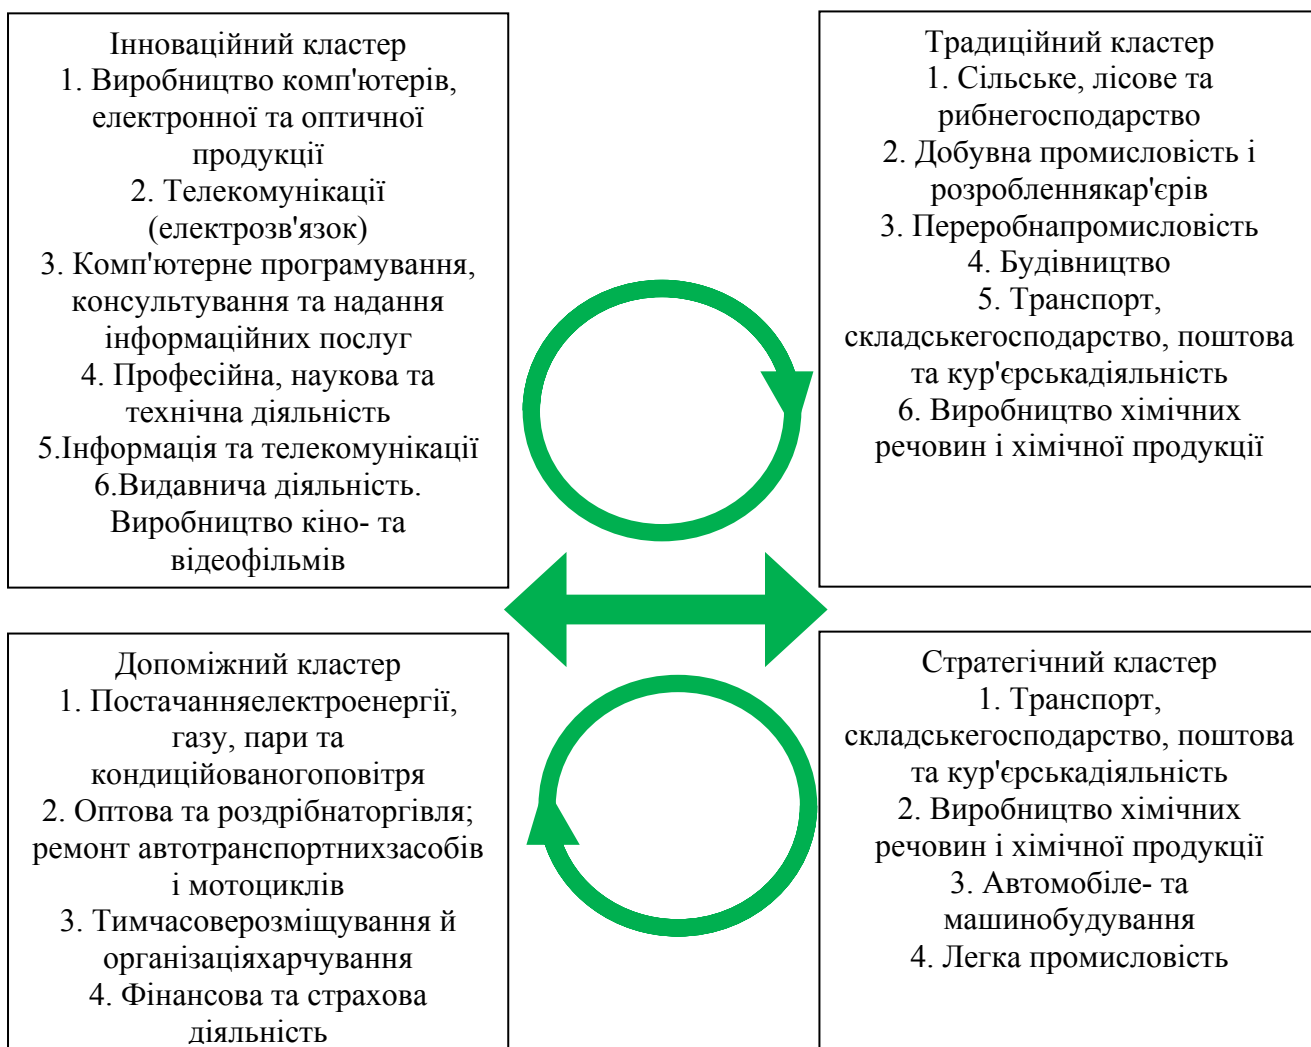 Інноваційний кластер
1. Виробництво комп'ютерів,
електронної та оптичної
продукції
2. Телекомунікації
(електрозв'язок)
3. Комп'ютерне програмування,
консультування та надання
інформаційних послуг
4. Професійна, наукова та
технічна діяльність
5.Інформація та телекомунікації
6.Видавнича діяльність.
Виробництво кіно- та
відеофільмів
Традиційний кластер
1. Сільське, лісове та
рибнегосподарство
2. Добувна промисловість і
розробленнякар'єрів
3. Переробнапромисловість
4. Будівництво
5. Транспорт,
складськегосподарство, поштова
та кур'єрськадіяльність
6. Виробництво хімічних
речовин і хімічної продукції
Допоміжний кластер
1. Постачанняелектроенергії,
газу, пари та
кондиційованогоповітря
2. Оптова та роздрібнаторгівля;
ремонт автотранспортнихзасобів
і мотоциклів
3. Тимчасоверозміщування й
організаціяхарчування
4. Фінансова та страхова
діяльність
Стратегічний кластер
1. Транспорт,
складськегосподарство, поштова
та кур'єрськадіяльність
2. Виробництво хімічних
речовин і хімічної продукції
3. Автомобіле- та
машинобудування
4. Легка промисловість